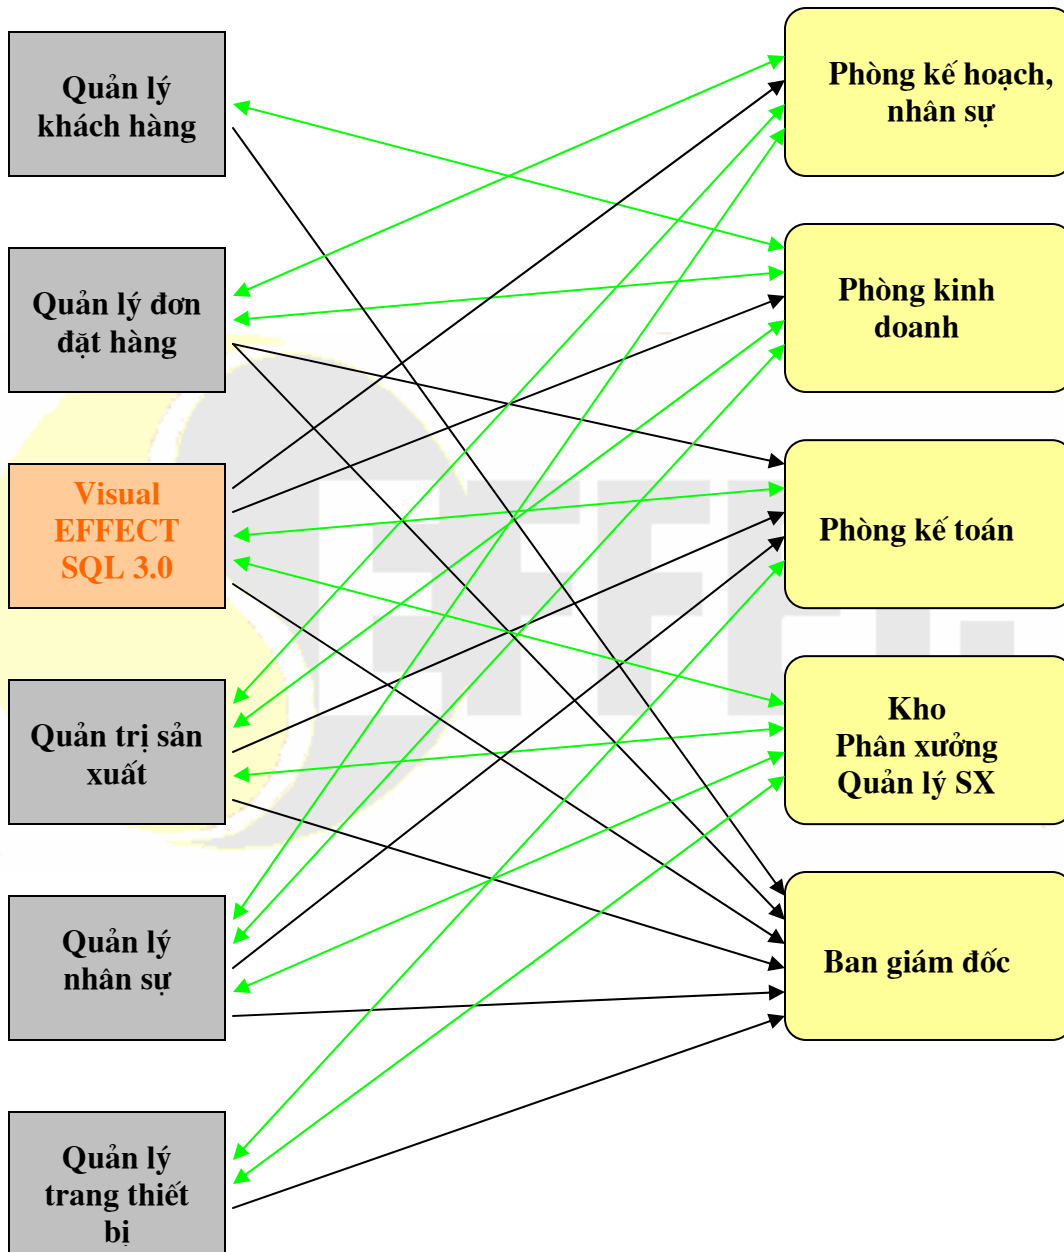 Quản lý
khách hàng
Quản lý đơn
đặt hàng
Visual
EFFECT
SQL 3.0
Quản trị sản
xuất
Quản lý
nhân sự
Quản lý
trang thiết
bị
Phòng kế hoạch,
nhân sự
Phòng kinh
doanh
Phòng kế toán
Kho
Phân xưởng
Quản lý SX
Ban giám đốc